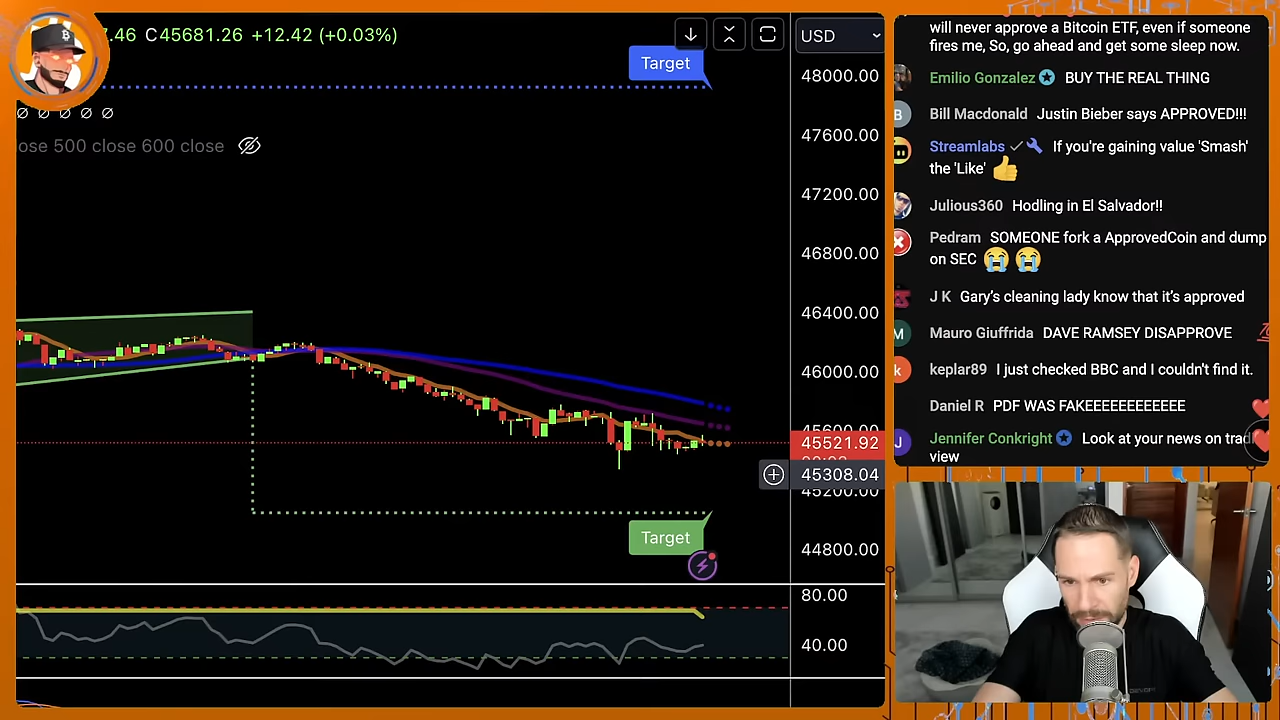 7.46 C45681.26 +12.42 (+0.03%)
USD
Target
48000.00
47600.00
ose 500 close 600 close
47200.00
46800.00
46400.00
46000.00
45600.00
45521.92
45308.04
45200.00
Target
44800.00
80.00
40.00
will never approve a Bitcoin ETF, even if someone
fires me, So, go ahead and get some sleep now.
Emilio Gonzalez BUY THE REAL THING
B Bill Macdonald Justin Bieber says APPROVED!!!
Streamlabs If you're gaining value 'Smash'
the 'Like'
Julious360 Hodling in El Salvador!!
Pedram SOMEONE fork a ApprovedCoin and dump
on SEC
J K Gary's cleaning lady know that it's approved
M Mauro Giuffrida DAVE RAMSEY DISAPPROVE
k keplar89 I just checked BBC and I couldn't find it.
Daniel R PDF WAS FAKEEEEEEEEEEEE
J Jennifer Conkright Look at your news on trad
view